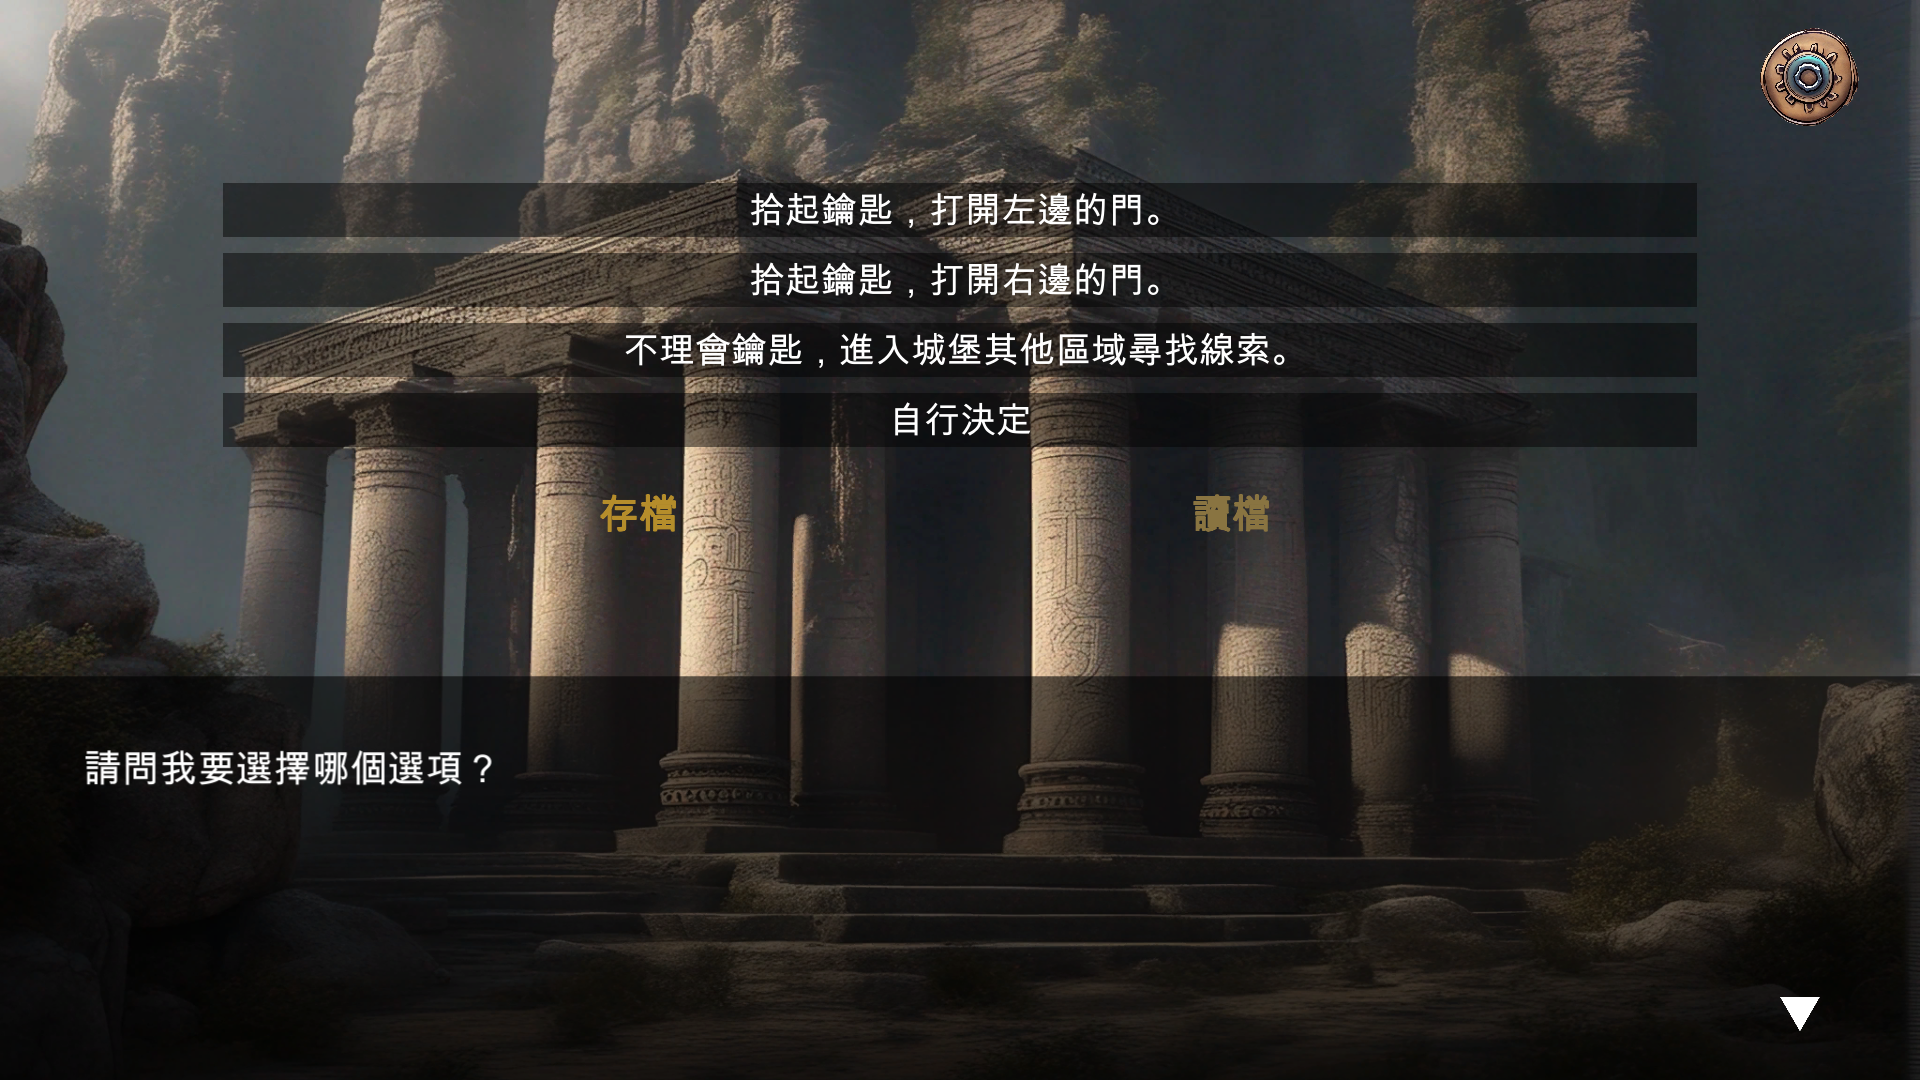 拾起鑰匙，打開左邊的門。
拾起鑰匙，打開右邊的門。
不理會鑰匙，進入城堡其他區域尋找線索。
自行決定
存檔
讀檔
請問我要選擇哪個選項？